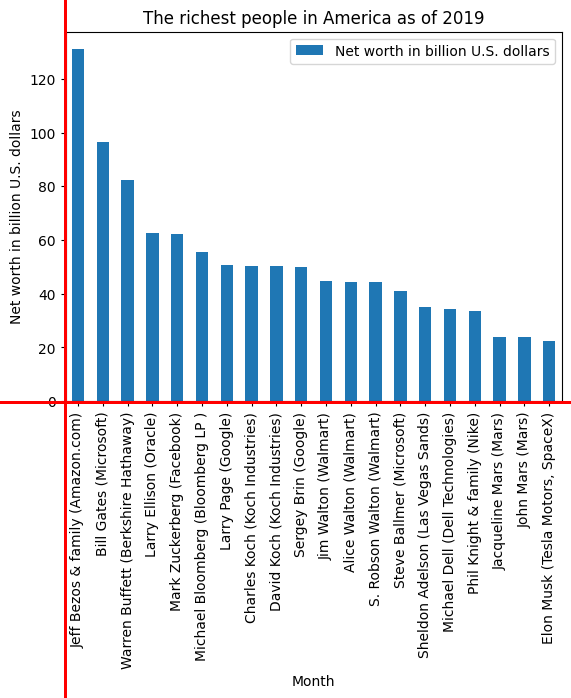 The richest people in America as of 2019
Net worth in billion U.S. dollars
Net worth in billion U.S. dollars
120
100
80
60
40
20
0
Jeff Bezos & family (Amazon.com)
Bill Gates (Microsoft)
Warren Buffett (Berkshire Hathaway)
Larry Ellison (Oracle)
Mark Zuckerberg (Facebook)
Michael Bloomberg (Bloomberg LP )
Larry Page (Google)
Charles Koch (Koch Industries)
David Koch (Koch Industries)
Sergey Brin (Google)
Jim Walton (Walmart)
Alice Walton (Walmart)
S. Robson Walton (Walmart)
Steve Ballmer (Microsoft)
Sheldon Adelson (Las Vegas Sands)
Michael Dell (Dell Technologies)
Phil Knight & family (Nike)
Jacqueline Mars (Mars)
John Mars (Mars)
Elon Musk (Tesla Motors, SpaceX)
Month